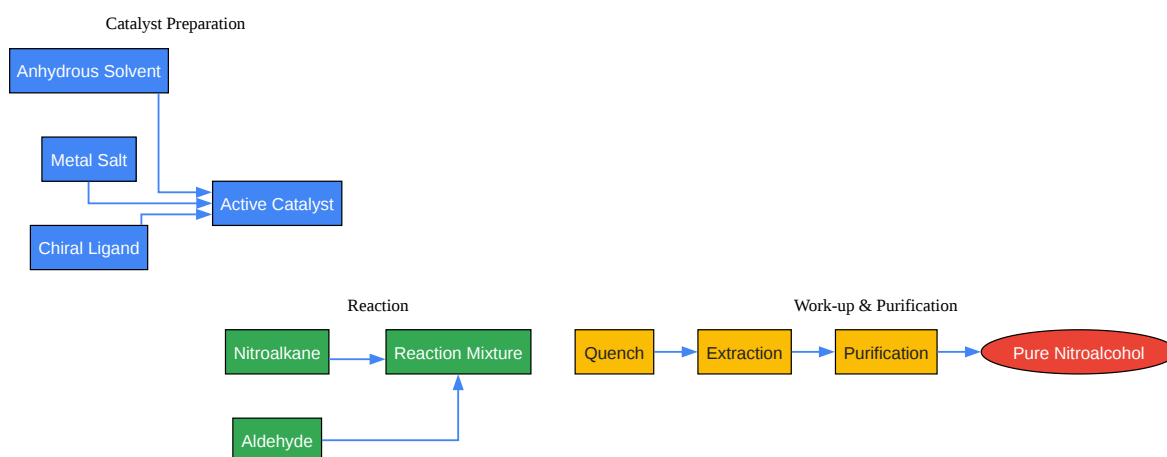 Catalyst Preparation
Anhydrous Solvent
Metal Salt
Active Catalyst
Chiral Ligand
Reaction
Work-up & Purification
Nitroalkane
Reaction Mixture
Quench
Extraction
Purification
Pure Nitroalcohol
Aldehyde